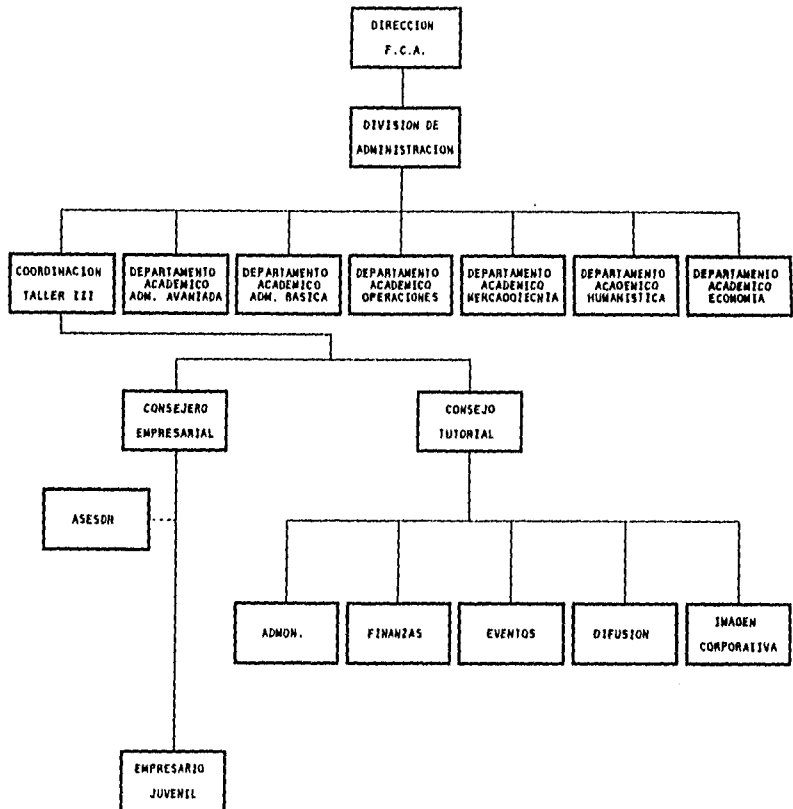 DIRECCION
F.C.A.
DIVISION DE
ADMINISTRACION
COORDINACION
TALLER III
DEPARTAMENTO
ACADEMICO
ADM. AVANZADA
DEPARTAMENTO
ACADEMICO
ADM. BASICA
DEPARTAMENTO
ACADEMICO
OPERACIONES
DEPARTAMENTO
ACADEMICO
MERCADOTECNIA
DEPARTAMENTO
ACADEMICO
HUMANISTICA
DEPARTAMENTO
ACADEMICO
ECONOMIA
CONSEJERO
EMPRESARIAL
CONSEJO
TUTORIAL
ASESOR
ADMON.
FINANZAS
EVENTOS
DIFUSION
IMAGEN
CORPORATIVA
EMPRESARIO
JUVENIL